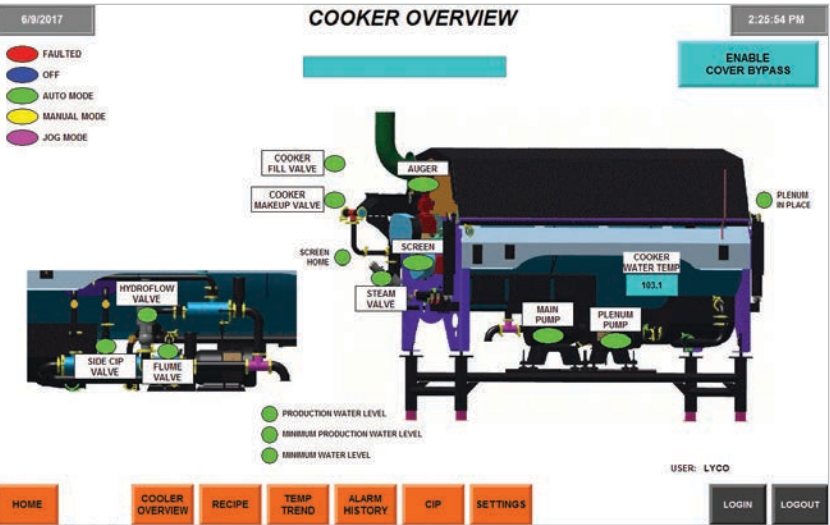 6/9/2017
COOKER OVERVIEW
2:25:54 PM
FAULTED
OFF
AUTO MODE
MANUAL MODE
JOG MODE
ENABLE
COVER BYPASS
COOKER
FILL VALVE
AUGER
COOKER
MAKEUP VALVE
PLENUM
IN PLACE
SCREEN
HOME
SCREEN
COOKER
WATER TEMP
103.1
HYDROFLOW
VALVE
STEAM
VALVE
MAIN
PUMP
PLENUM
PUMP
SIDE CIP
VALVE
FLUME
VALVE
PRODUCTION WATER LEVEL
MINIMUM PRODUCTION WATER LEVEL
MINIMUM WATER LEVEL
USER: LYCO
HOME
COOLER
OVERVIEW
RECIPE
TEMP
TREND
ALARM
HISTORY
CIP
SETTINGS
LOGIN
LOGOUT